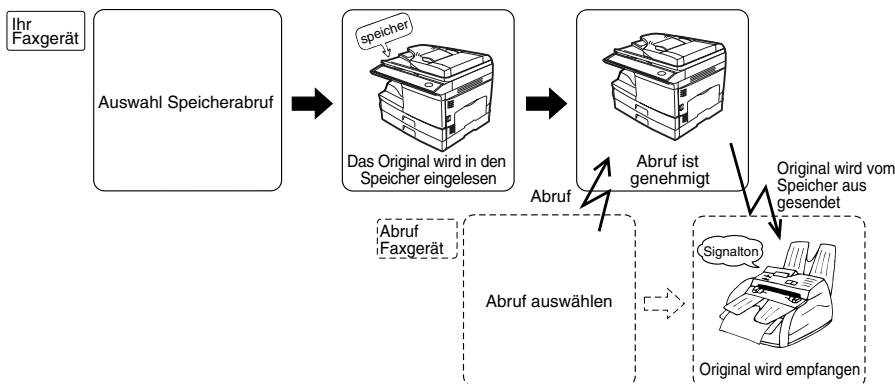 Ihr
Faxgerät
Auswahl Speicherabruf
speicher
Das Original wird in den
Speicher eingelesen
Abruf ist
genehmigt
Abruf
Original wird vom
Speicher aus
gesendet
Abruf
Faxgerät
Abruf auswählen
Signalton
Original wird empfangen